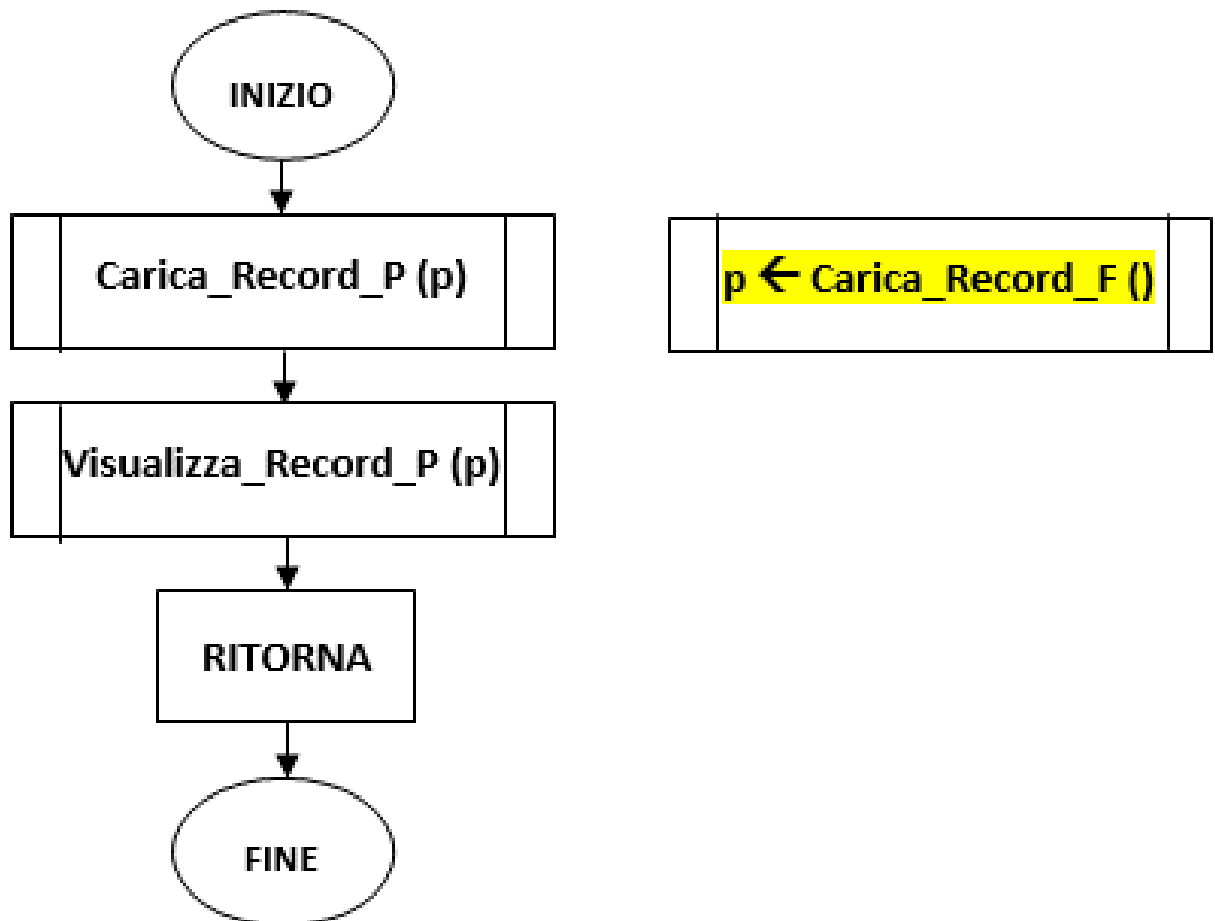 INIZIO
Carica_Record_P (p)
p ← Carica_Record_F ()
Visualizza_Record_P (p)
RITORNA
FINE